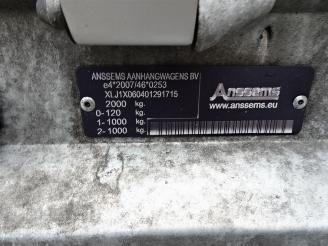 ANSSEMS AANHANGWAGENS BV
e4*2007/46*0253
XLJ1X060401291715
2000 kg.
0- 120 kg.
1- 1000 kg.
2- 1000 kg.
Anssems
www.anssems.eu